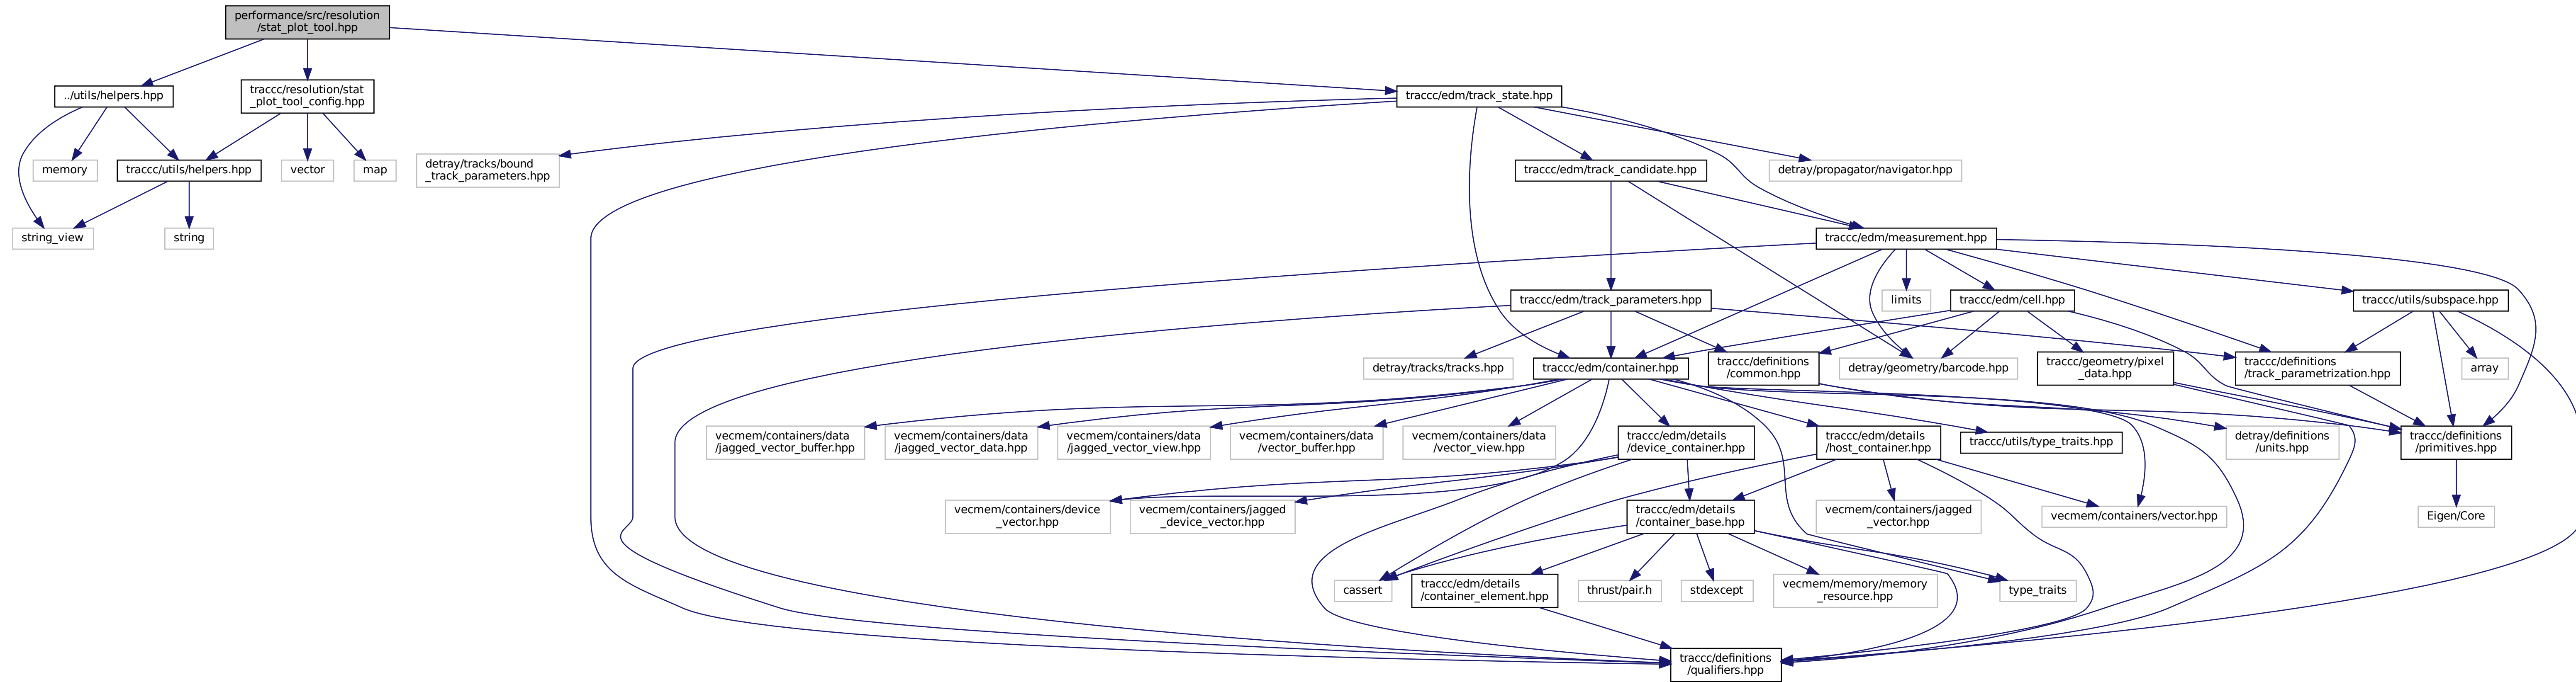 performance/src/resolution
/stat_plot_tool.hpp
../utils/helpers.hpp
traccc/resolution/stat
_plot_tool_config.hpp
traccc/edm/track_state.hpp
memory
traccc/utils/helpers.hpp
vector
map
detray/tracks/bound
_track_parameters.hpp
traccc/edm/track_candidate.hpp
detray/propagator/navigator.hpp
string_view
string
traccc/edm/measurement.hpp
traccc/edm/track_parameters.hpp
limits
traccc/edm/cell.hpp
traccc/utils/subspace.hpp
detray/tracks/tracks.hpp
traccc/edm/container.hpp
traccc/definitions
/common.hpp
detray/geometry/barcode.hpp
traccc/geometry/pixel
_data.hpp
traccc/definitions
/track_parametrization.hpp
array
vecmem/containers/data
/jagged_vector_buffer.hpp
vecmem/containers/data
/jagged_vector_data.hpp
vecmem/containers/data
/jagged_vector_view.hpp
vecmem/containers/data
/vector_buffer.hpp
vecmem/containers/data
/vector_view.hpp
traccc/edm/details
/device_container.hpp
traccc/edm/details
/host_container.hpp
traccc/utils/type_traits.hpp
detray/definitions
/units.hpp
traccc/definitions
/primitives.hpp
vecmem/containers/device
_vector.hpp
vecmem/containers/jagged
_device_vector.hpp
traccc/edm/details
/container_base.hpp
vecmem/containers/jagged
_vector.hpp
vecmem/containers/vector.hpp
Eigen/Core
cassert
traccc/edm/details
/container_element.hpp
thrust/pair.h
stdexcept
vecmem/memory/memory
_resource.hpp
type_traits
traccc/definitions
/qualifiers.hpp